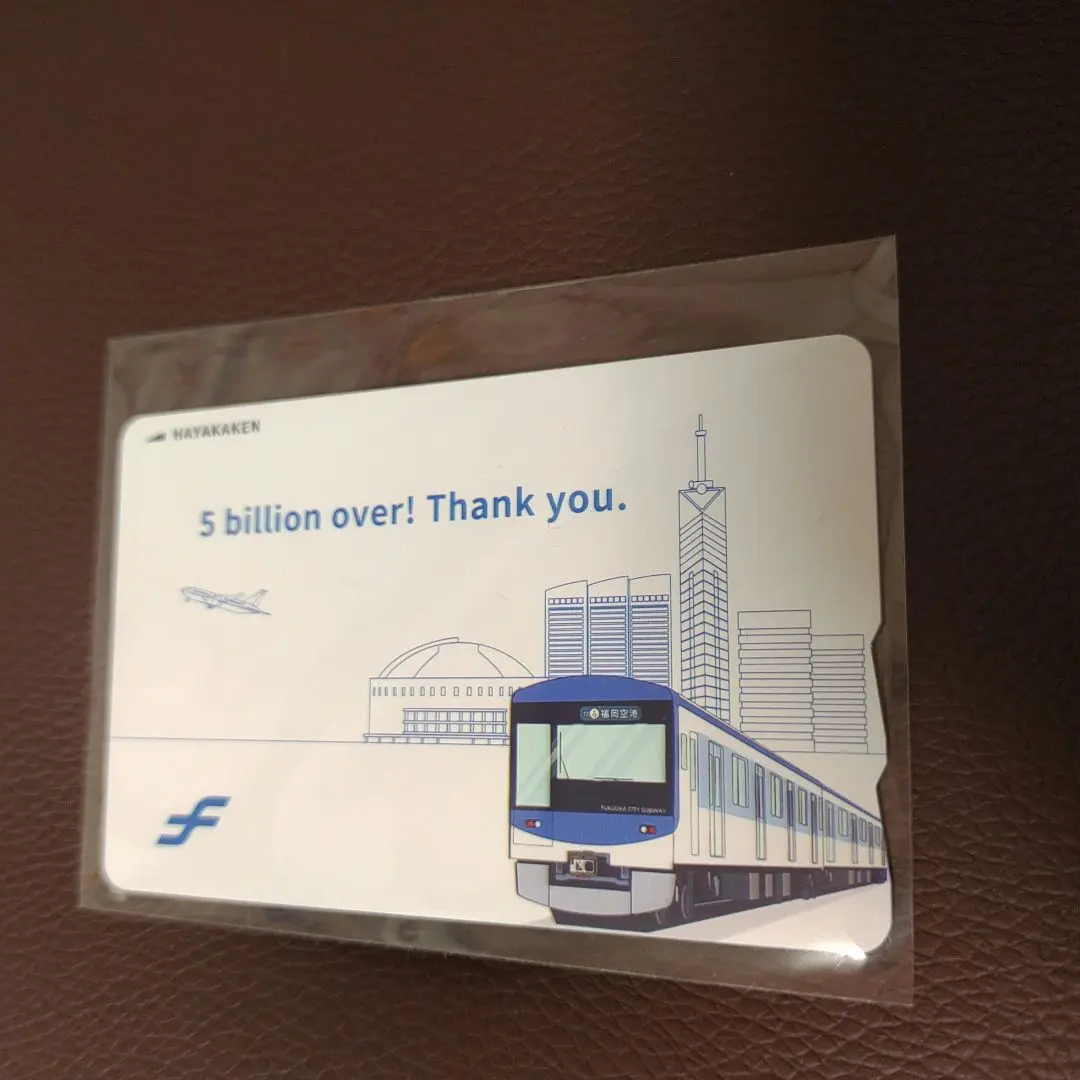 HAYAKAKEN
5 billion over! Thank you.
福岡空港
FUKUOKA CITY SUBWAY